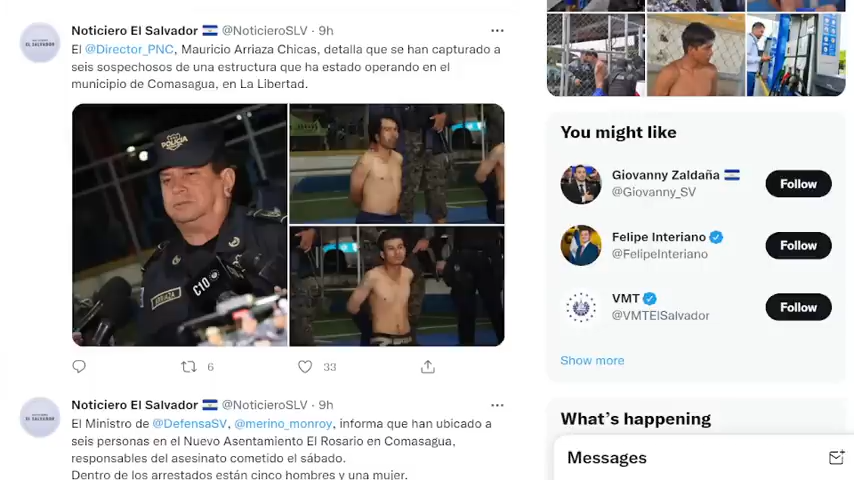 Noticiero El Salvador @NoticieroSLV · 9h
El @Director_PNC, Mauricio Arriaza Chicas, detalla que se han capturado a
seis sospechosos de una estructura que ha estado operando en el
municipio de Comasagua, en La Libertad.
POLICIA
ARRIAZA
C10
6
33
Noticiero El Salvador @NoticieroSLV · 9h
El Ministro de @DefensaSV, @merino_monroy, informa que han ubicado a
seis personas en el Nuevo Asentamiento El Rosario en Comasagua,
responsables del asesinato cometido el sábado.
Dentro de los arrestados están cinco hombres y una mujer.
You might like
Giovanny Zaldaña
@Giovanny_SV
Follow
Felipe Interiano
@FelipeInteriano
Follow
VMT
@VMTElSalvador
Follow
Show more
What's happening
Messages